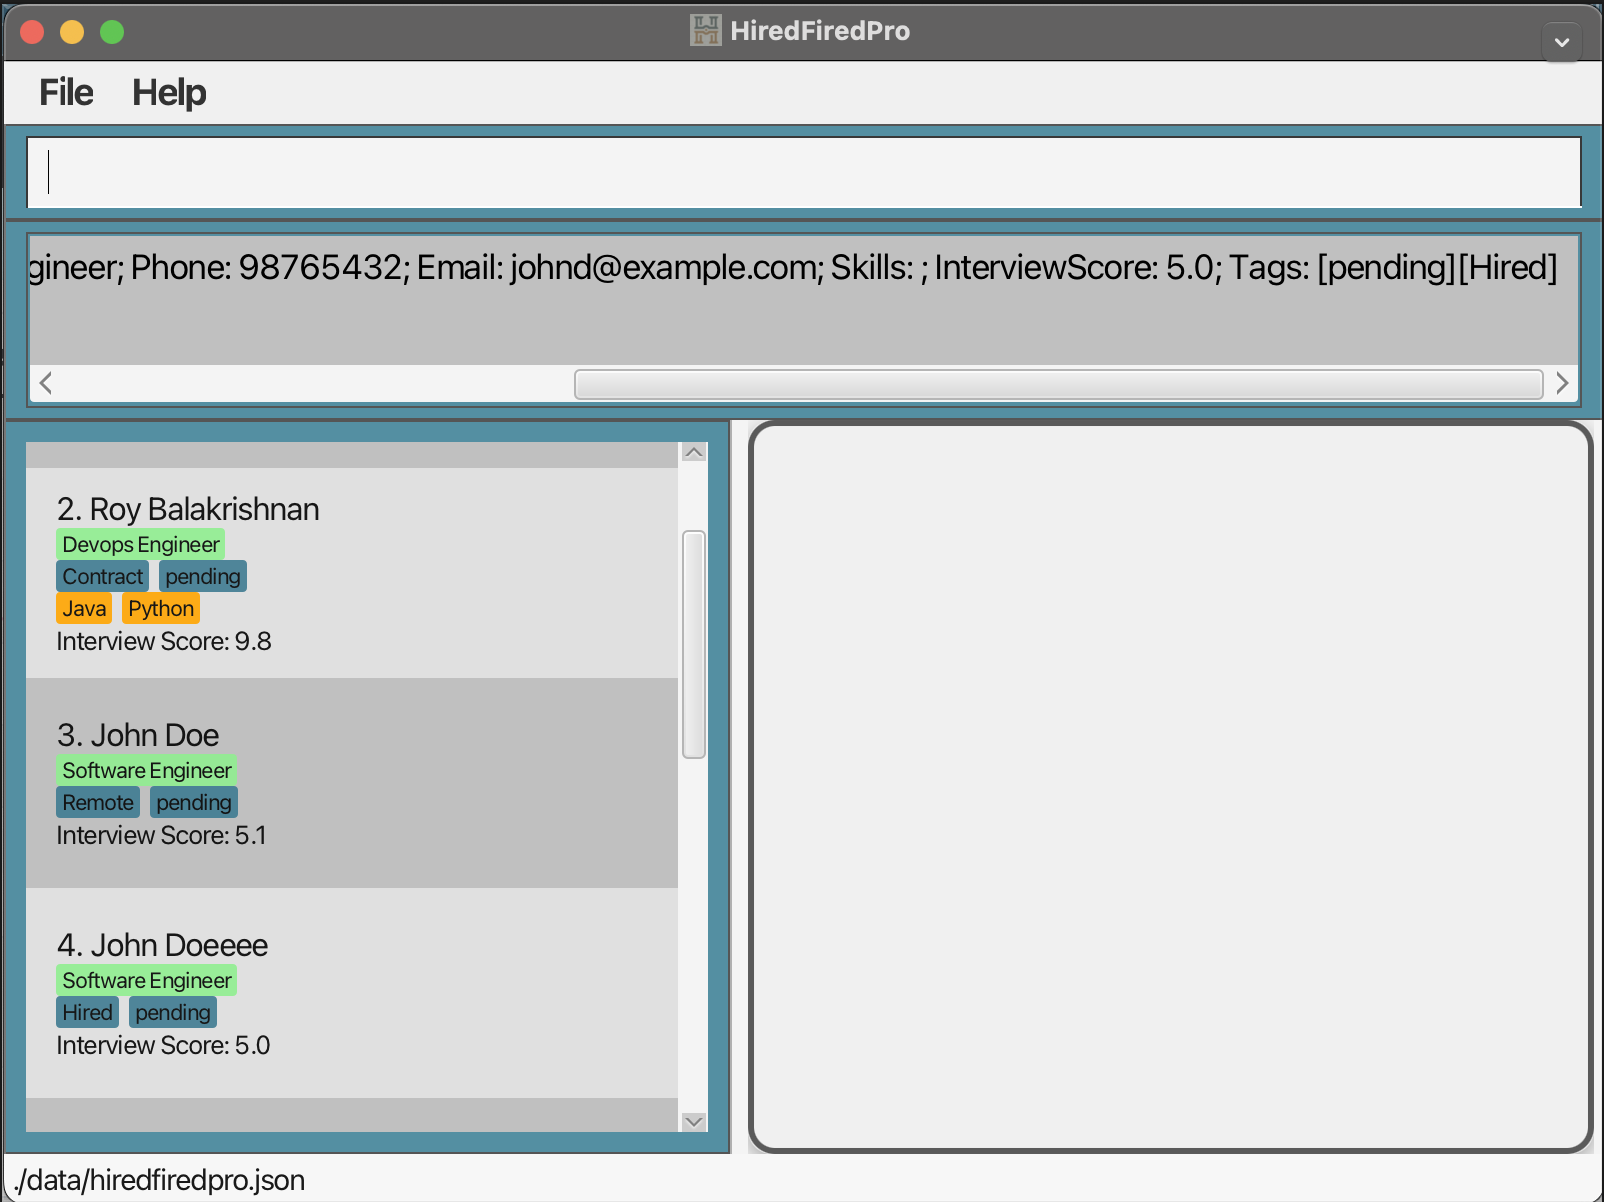 HiredFiredPro
File Help
gineer; Phone: 98765432; Email: johnd@example.com; Skills: ; InterviewScore: 5.0; Tags: [pending][Hired]
2. Roy Balakrishnan
Devops Engineer
Contract pending
Java Python
Interview Score: 9.8
3. John Doe
Software Engineer
Remote pending
Interview Score: 5.1
4. John Doeeee
Software Engineer
Hired pending
Interview Score: 5.0
./data/hiredfiredpro.json